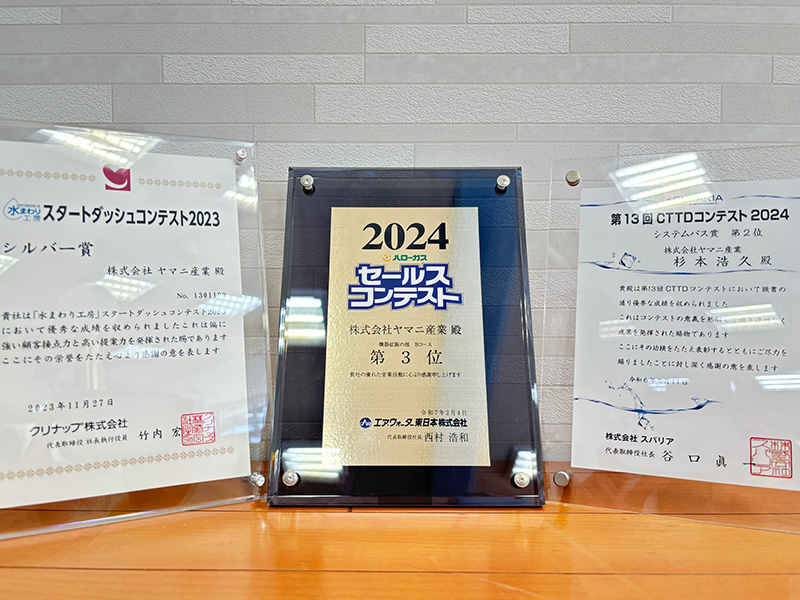 水まわり工房 スタートダッシュコンテスト2023
シルバー賞
株式会社 ヤマニ産業 殿
No. 1301
貴社は「水まわり工房」スタートダッシュコンテスト2023
において優秀な成績を収められましたこれは偏に
強い顧客接点力と高い提案力を発揮された賜であります
ここにその栄誉をたたえ心より感謝の意を表します
2023年11月27日
クリナップ株式会社
代表取締役 社長執行役員 竹内 宏
2024
ハローガス
セールス
コンテスト
株式会社ヤマニ産業 殿
機器拡販の部 Bコース
第3位
貴社の優れた営業活動に心より感謝申し上げます
令和7年2月4日
エア・ウォーター東日本株式会社
代表取締役社長 西村 浩和
第13回 CTTDコンテスト2024
システムバス賞 第2位
株式会社ヤマニ産業
杉本浩久 殿
貴殿は第13回CTTDコンテストにおいて頭書の
通り優秀な成績を収められました
これはコンテストの意義を
成果を発揮された賜物であります
ここにその功績をたたえ表彰するとともにご尽力を
賜りましたことに対し深く感謝の意を表します
株式会社 スパリア
代表取締役社長 谷口 眞一